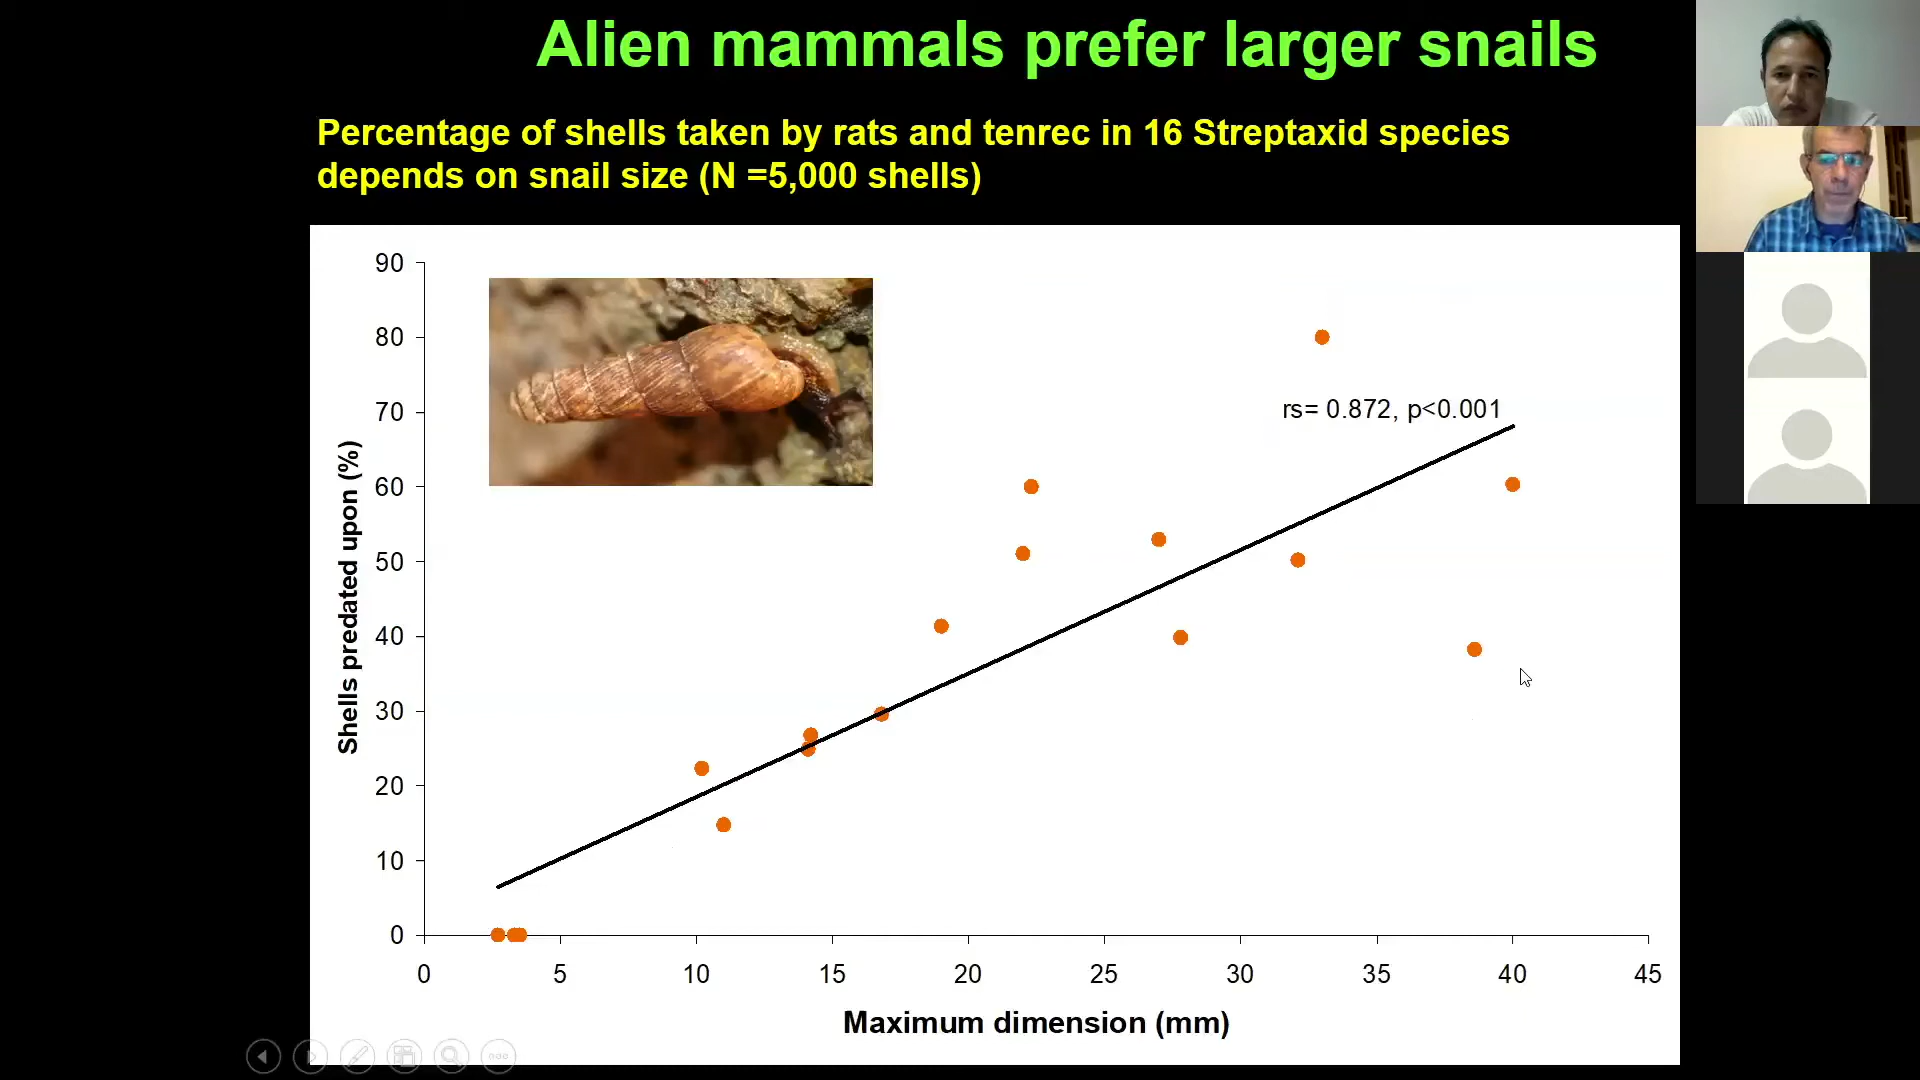 Alien mammals prefer larger snails
Percentage of shells taken by rats and tenrec in 16 Streptaxid species
depends on snail size (N =5,000 shells)
90
80
70
60
50
40
30
20
10
0
Shells predated upon (%)
rs= 0.872, p<0.001
0 5 10 15 20 25 30 35 40 45
Maximum dimension (mm)